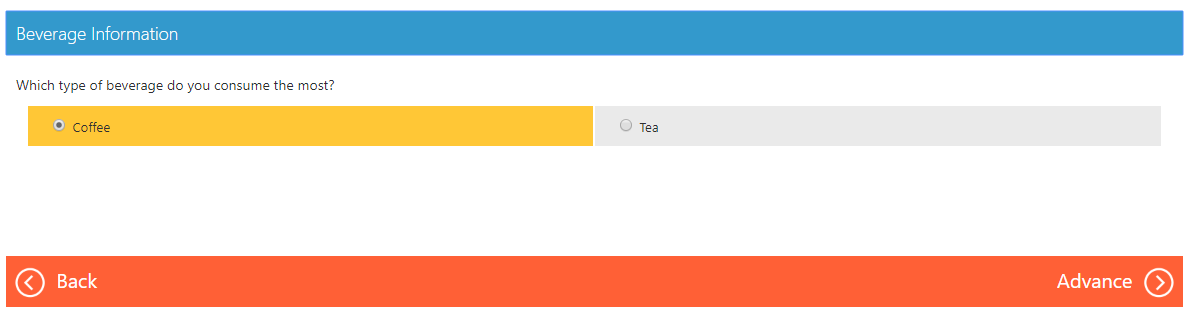 Beverage Information
Which type of beverage do you consume the most?
Coffee Tea
Back Advance